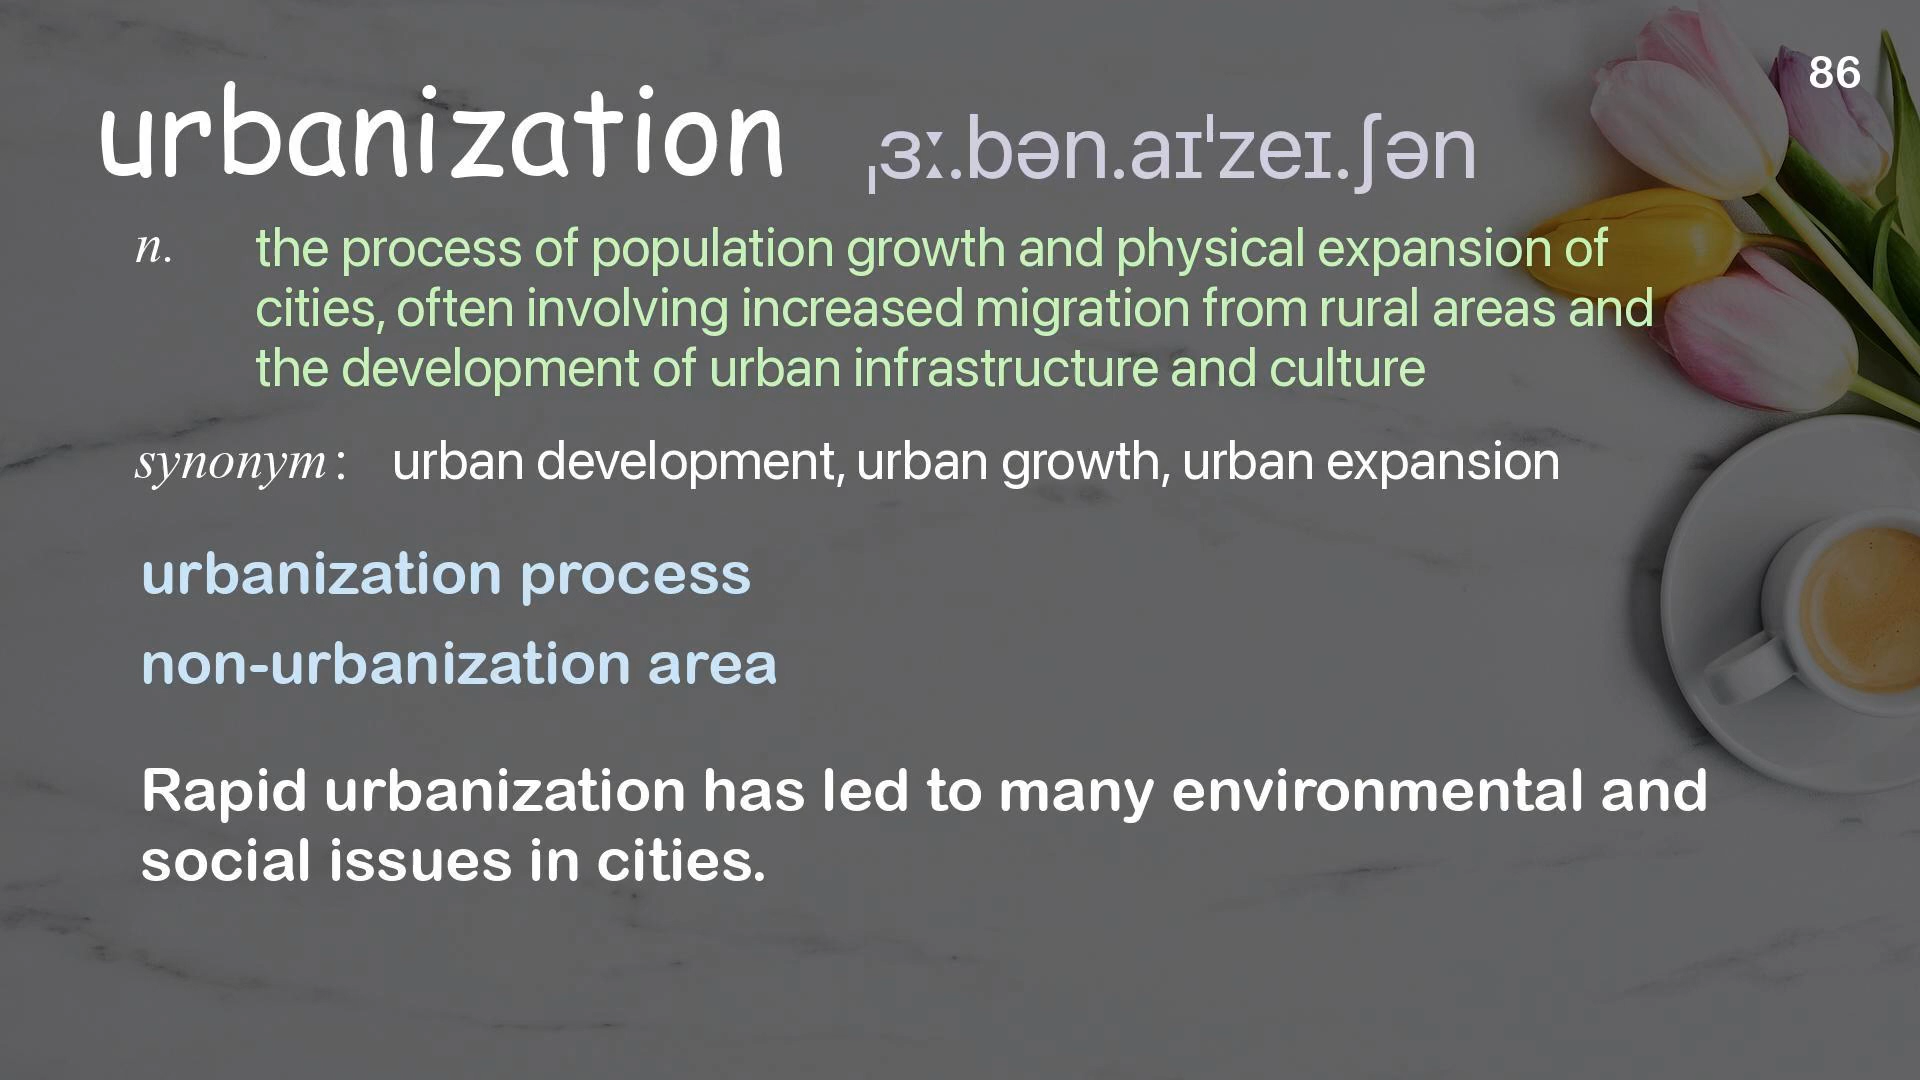 86
urbanization ˌɜː.bən.aɪˈzeɪ.ʃən
n. the process of population growth and physical expansion of
cities, often involving increased migration from rural areas and
the development of urban infrastructure and culture
synonym: urban development, urban growth, urban expansion
urbanization process
non-urbanization area
Rapid urbanization has led to many environmental and
social issues in cities.